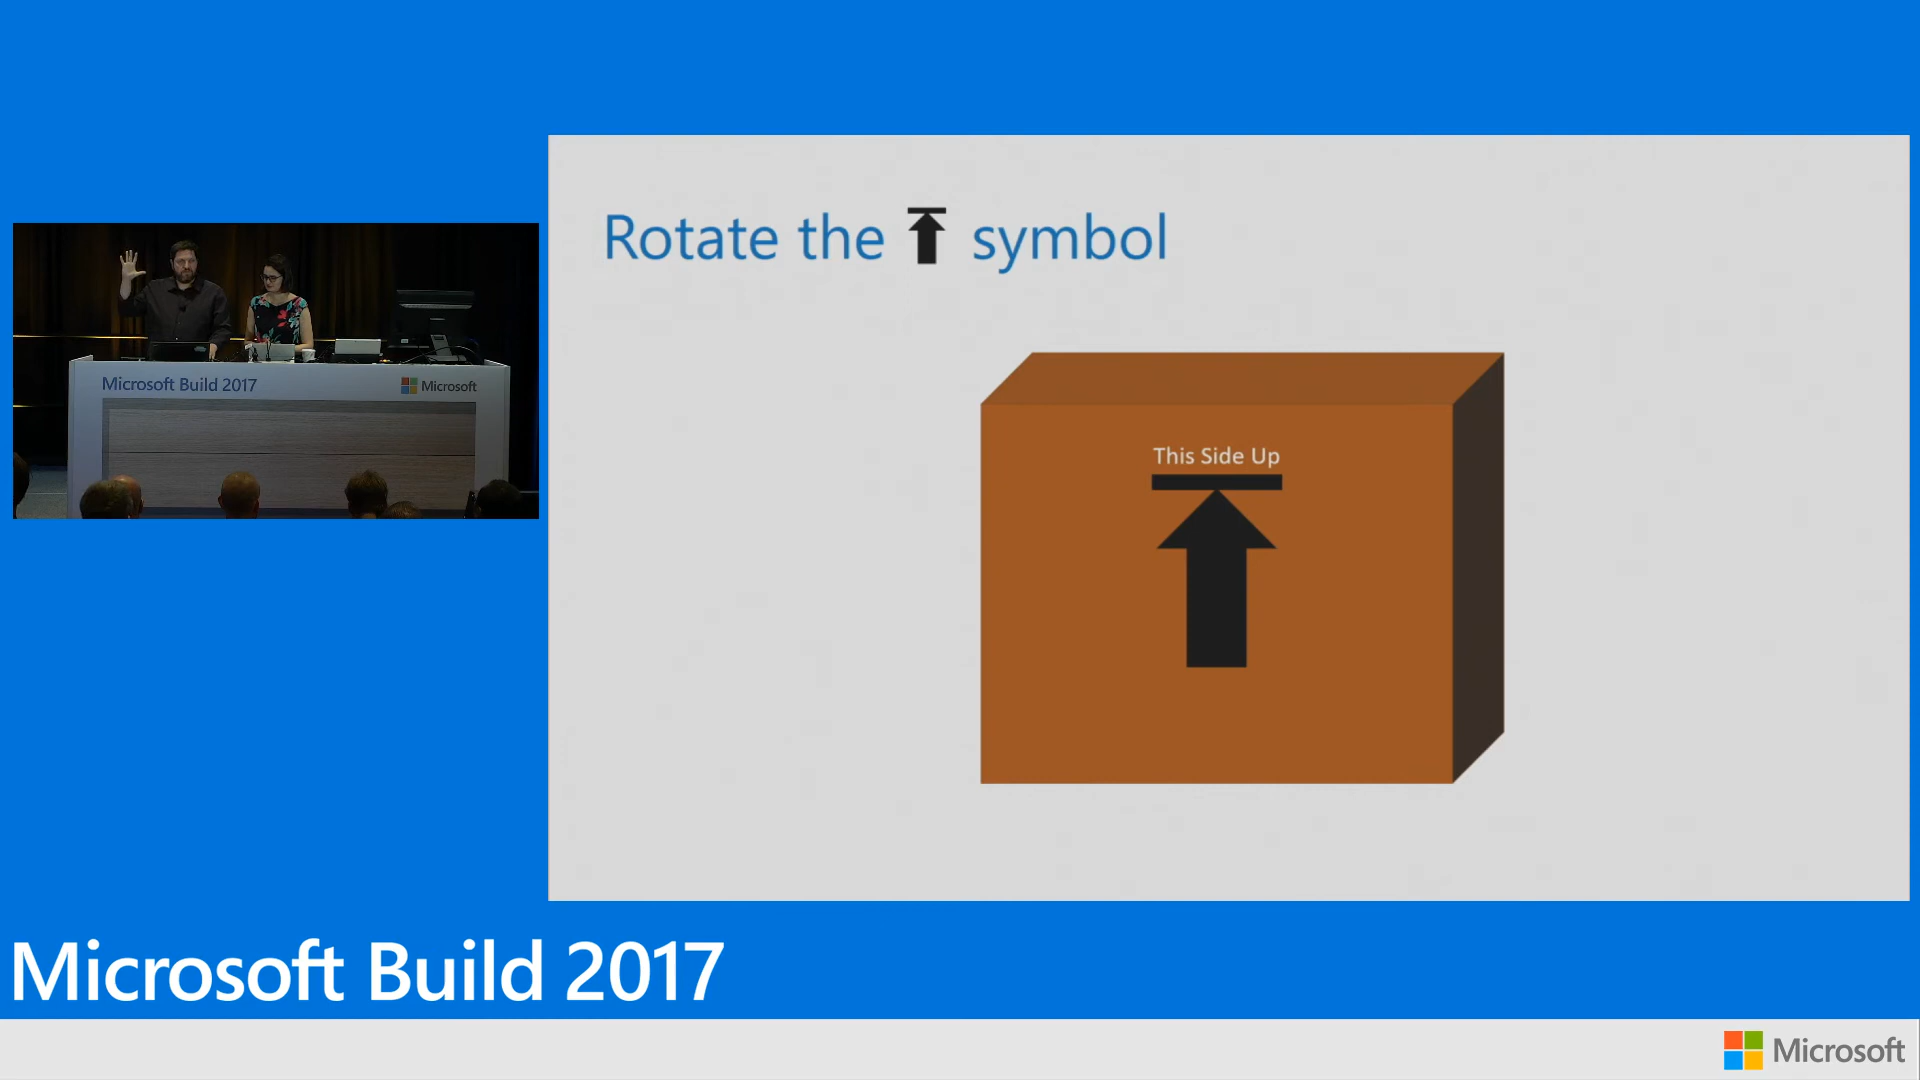 Rotate the symbol
This Side Up
Microsoft Build 2017
Microsoft
Microsoft Build 2017
Microsoft